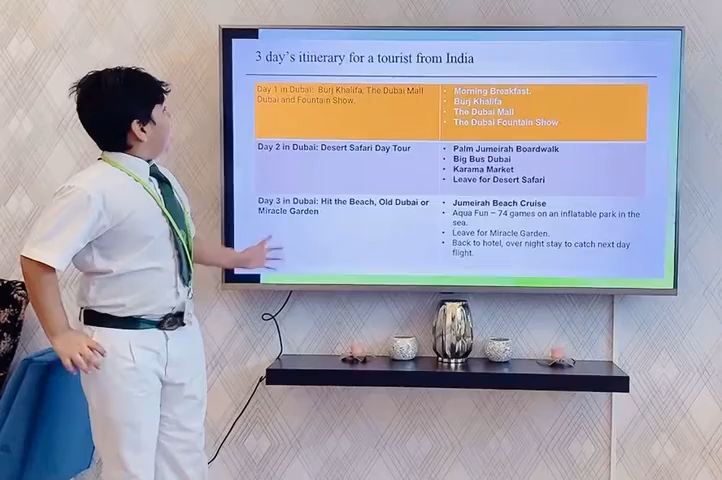 3 day's itinerary for a tourist from India
Day 1 in Dubai: Burj Khalifa, The Dubai Mall
Dubai and Fountain Show.
• Morning Breakfast.
• Burj Khalifa
• The Dubai Mall
• The Dubai Fountain Show.
Day 2 in Dubai: Desert Safari Day Tour
• Palm Jumeirah Boardwalk
• Big Bus Dubai
• Karama Market
• Leave for Desert Safari
Day 3 in Dubai: Hit the Beach, Old Dubai or
Miracle Garden
• Jumeirah Beach Cruise
• Aqua Fun – 74 games on an inflatable park in the
sea.
• Leave for Miracle Garden.
• Back to hotel, over night stay to catch next day
flight.